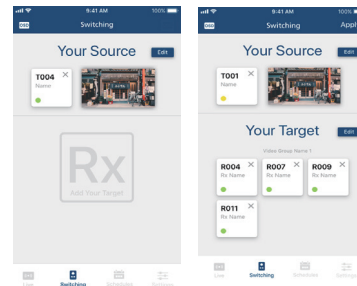 9:41 AM 100%
Switching
Your Source Edit
T004
Name
Rx
Add Your Target
Live Switching Schedules Settings
9:41 AM 100%
Switching Appl
Your Source Edit
T001
Name
Your Target Edit
Video Group Name 1
R004 R007 R009
Rx Name Rx Name Rx Name
R011
Rx Name
Live Switching Schedules Settings